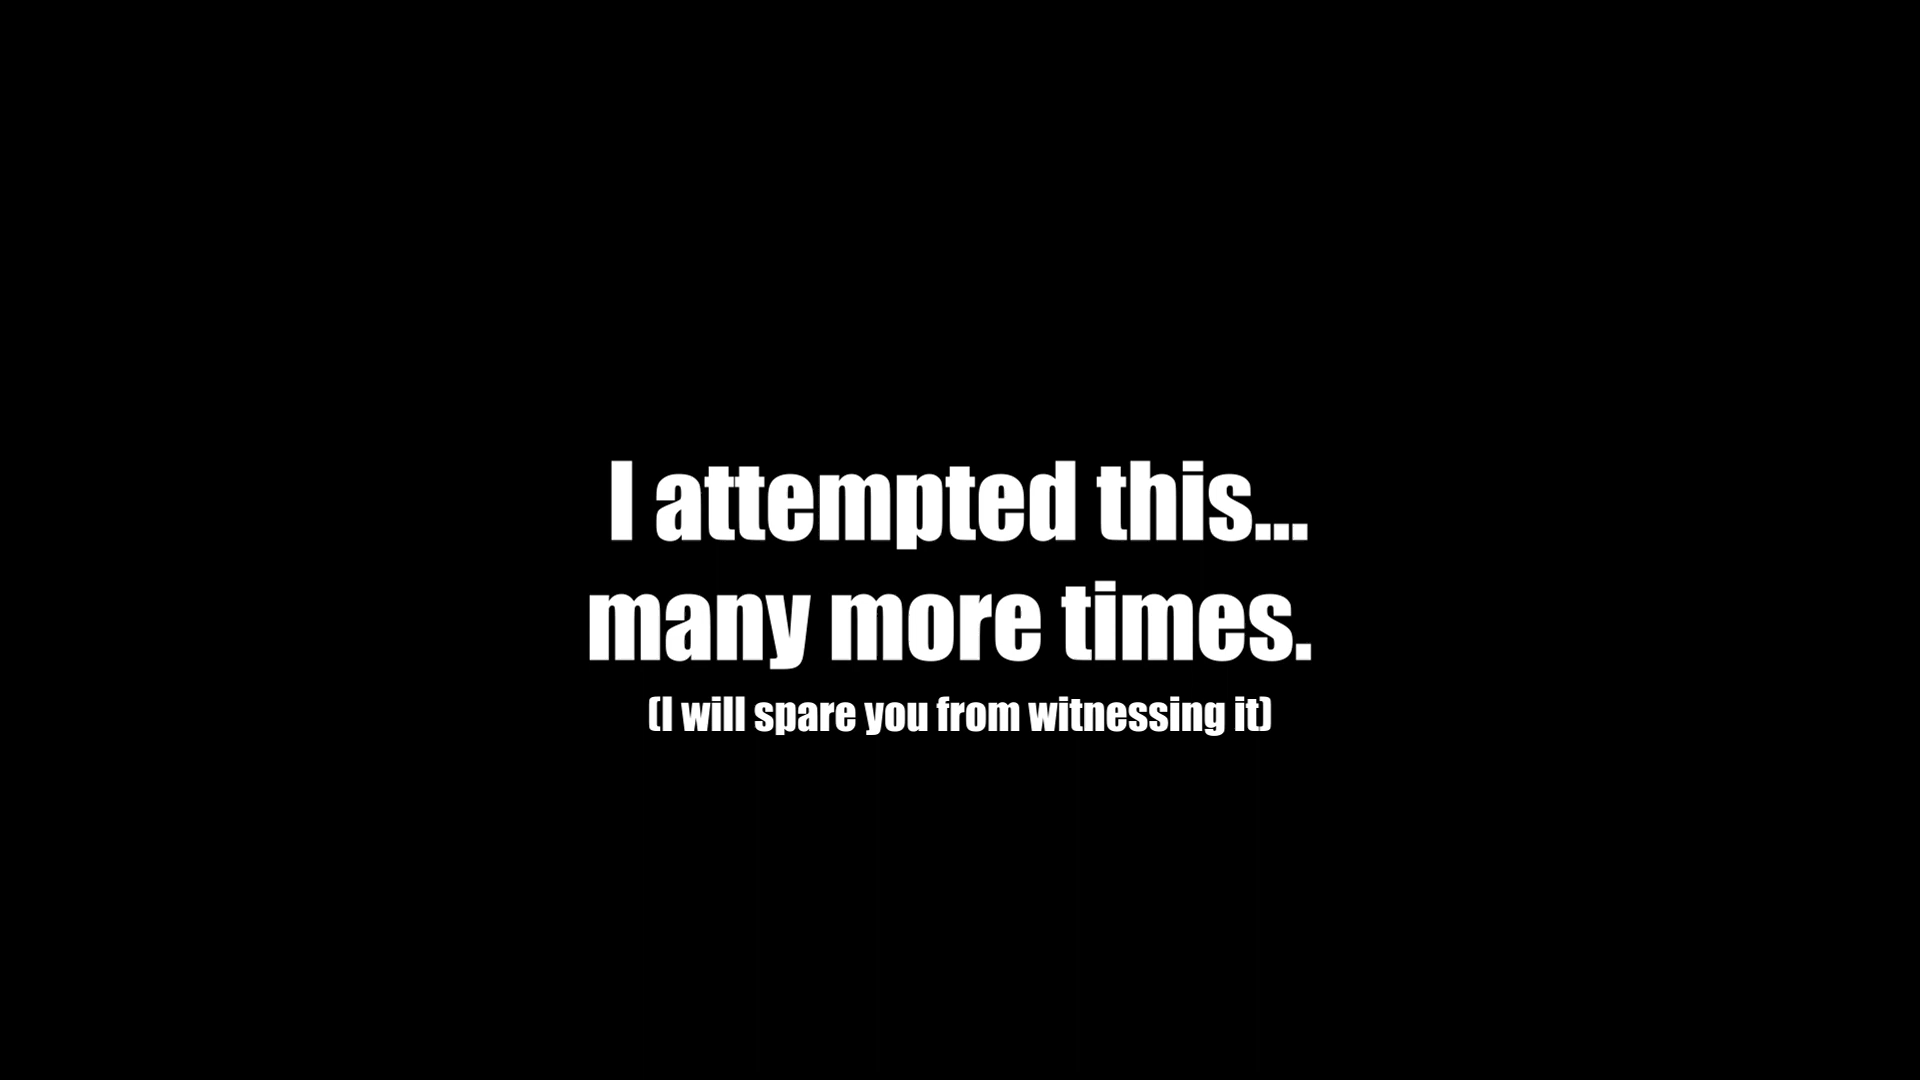 I attempted this...
many more times.
(I will spare you from witnessing it)